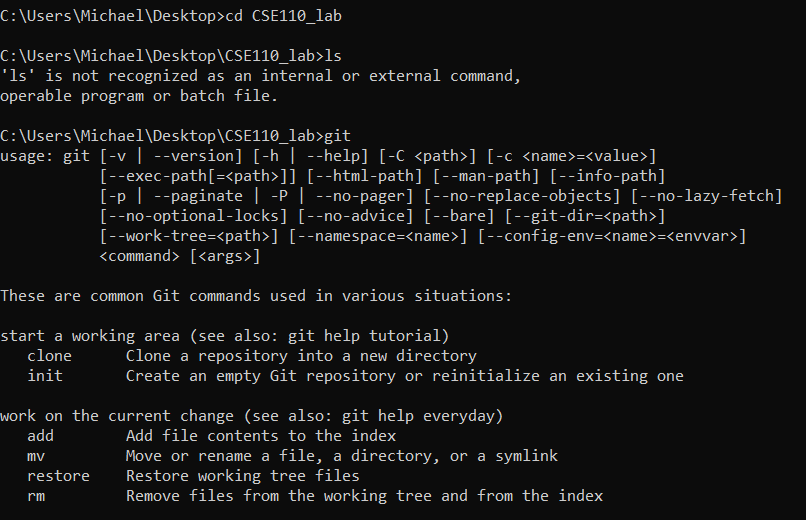 C:\Users\Michael\Desktop>cd CSE110_lab
C:\Users\Michael\Desktop\CSE110_lab>ls
'ls' is not recognized as an internal or external command,
operable program or batch file.
C:\Users\Michael\Desktop\CSE110_lab>git
usage: git [-v | --version] [-h | --help] [-C <path>] [-c <name>=<value>]
           [--exec-path[=<path>]] [--html-path] [--man-path] [--info-path]
           [-p | --paginate | -P | --no-pager] [--no-replace-objects] [--no-lazy-fetch]
           [--no-optional-locks] [--no-advice] [--bare] [--git-dir=<path>]
           [--work-tree=<path>] [--namespace=<name>] [--config-env=<name>=<envvar>]
           <command> [<args>]
These are common Git commands used in various situations:
start a working area (see also: git help tutorial)
   clone      Clone a repository into a new directory
   init       Create an empty Git repository or reinitialize an existing one
work on the current change (see also: git help everyday)
   add        Add file contents to the index
   mv         Move or rename a file, a directory, or a symlink
   restore    Restore working tree files
   rm         Remove files from the working tree and from the index